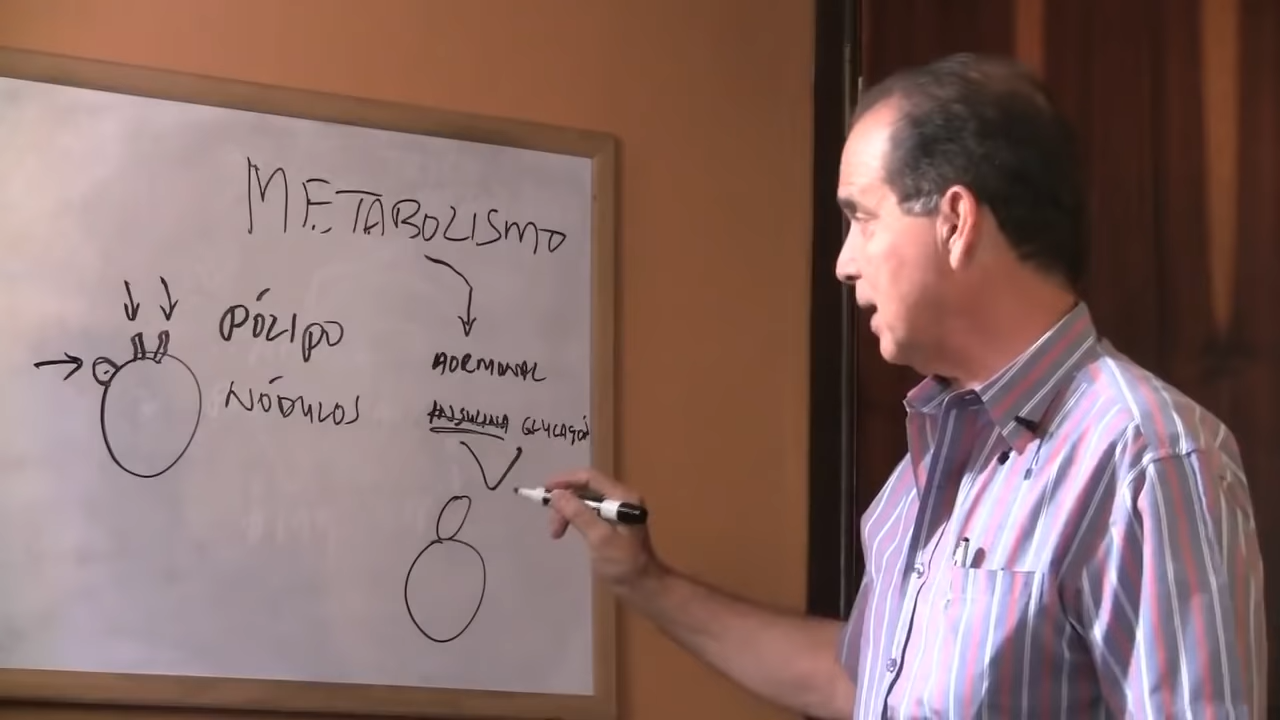 METABOLISMO
PÓLIPO
NÓDULOS
HORMONAL
INSULINA GLUCAGÓN